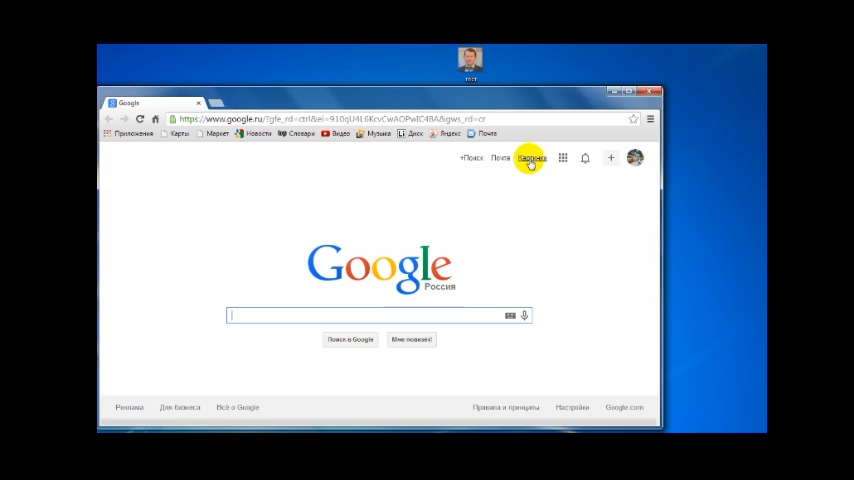 тест
Google
https://www.google.ru/?gfe_rd=ctrl&ei=910qU4L6KcvCwAOPwIC4BA&gws_rd=cr
Приложения Карты Маркет Новости Словари Видео Музыка Диск Яндекс Почта
+Поиск Почта Картинки
Google
Россия
Поиск в Google Мне повезёт!
Реклама Для бизнеса Всё о Google Правила и принципы Настройки Google.com